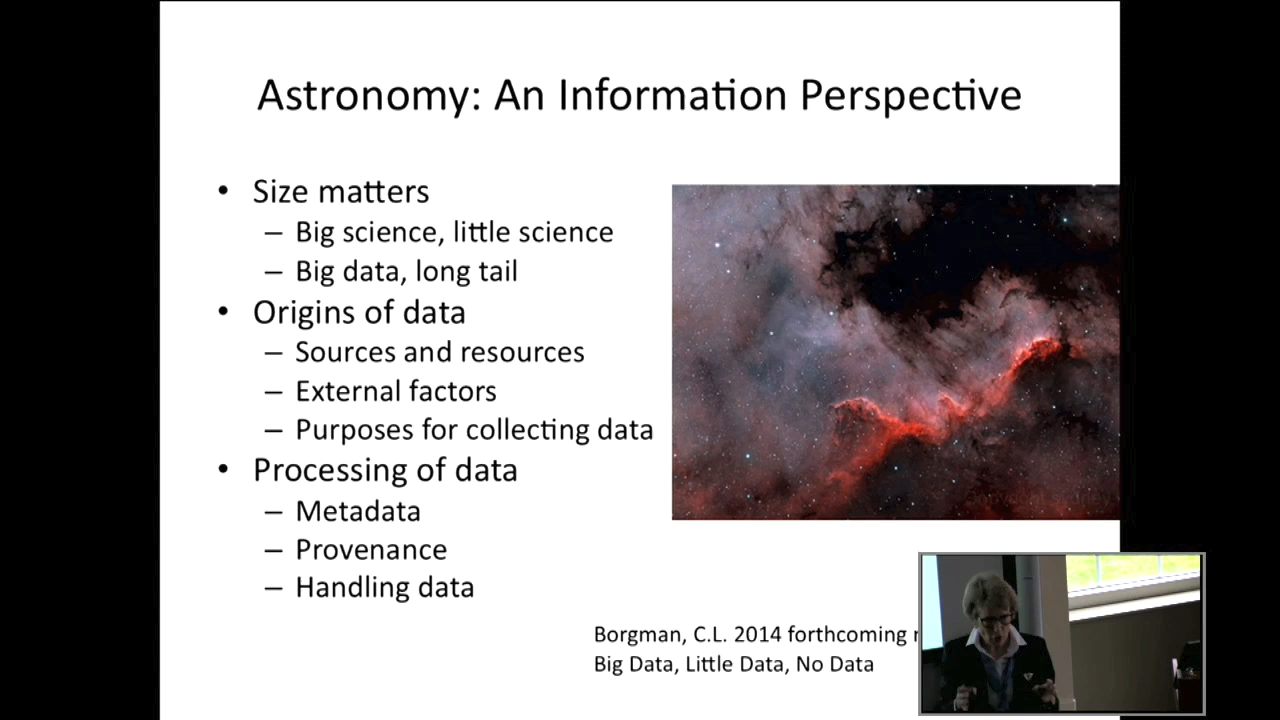 Astronomy: An Information Perspective
• Size matters
– Big science, little science
– Big data, long tail
• Origins of data
– Sources and resources
– External factors
– Purposes for collecting data
• Processing of data
– Metadata
– Provenance
– Handling data
Borgman, C.L. 2014 forthcoming
Big Data, Little Data, No Data